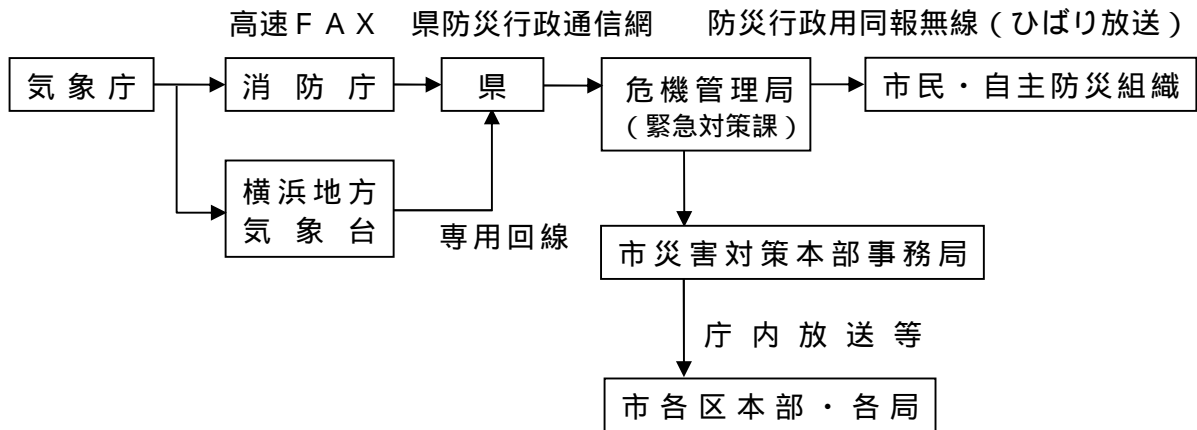 高速ＦＡＸ　県防災行政通信網　防災行政用同報無線（ひばり放送）
気象庁
消防庁
県
危機管理局
（緊急対策課）
市民・自主防災組織
横浜地方
気象台
専用回線
市災害対策本部事務局
庁内放送等
市各区本部・各局